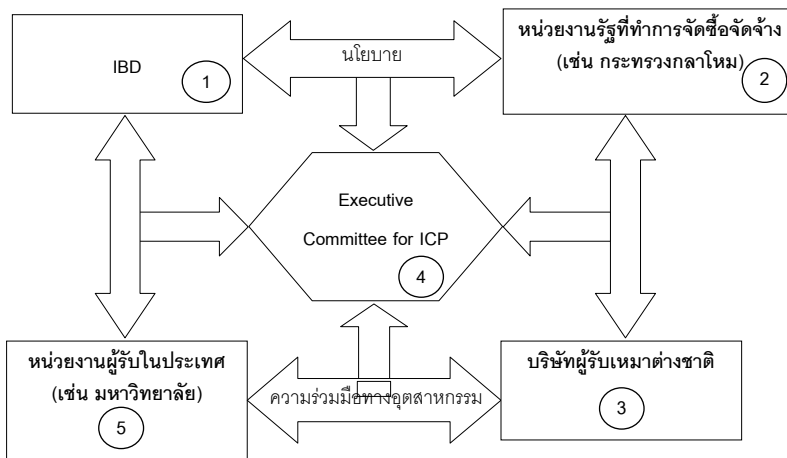 IBD
1
นโยบาย
หน่วยงานรัฐที่ทำการจัดซื้อจัดจ้าง
(เช่น กระทรวงกลาโหม)
2
Executive
Committee for ICP
4
หน่วยงานผู้รับในประเทศ
(เช่น มหาวิทยาลัย)
5
ความร่วมมือทางอุตสาหกรรม
บริษัทผู้รับเหมาต่างชาติ
3